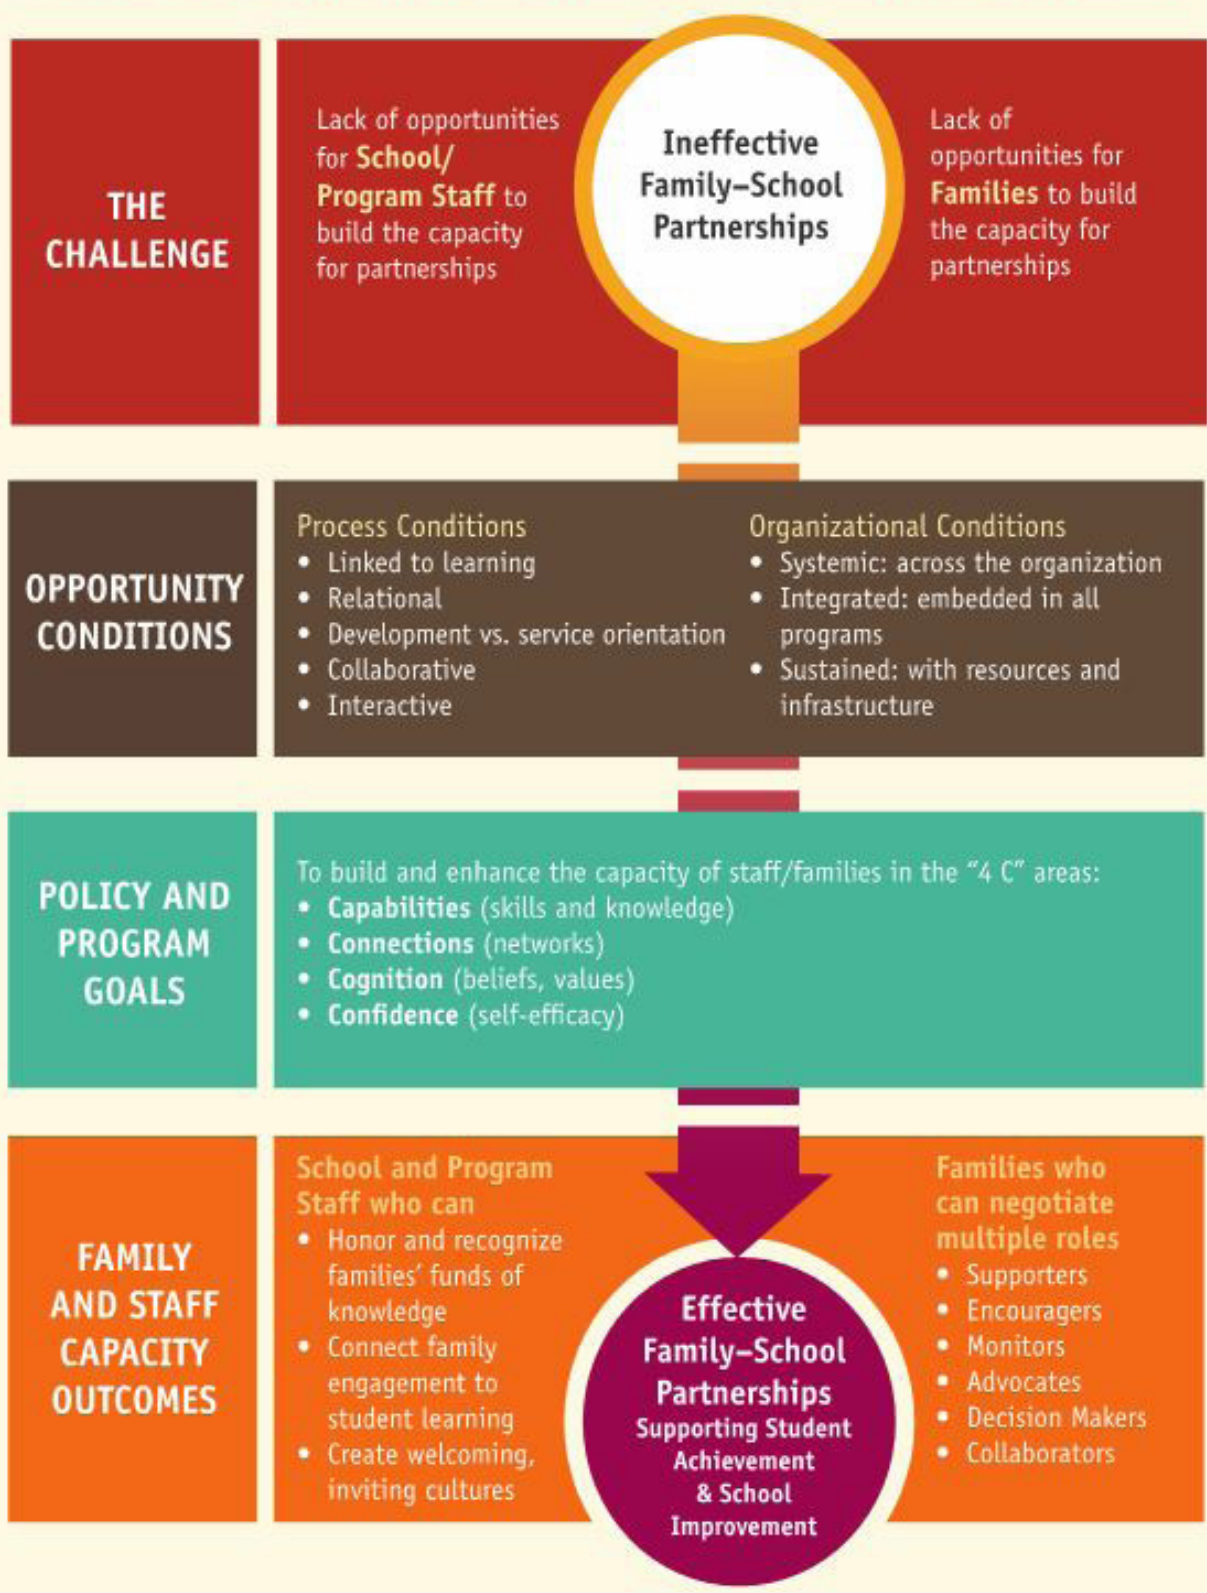 THE
CHALLENGE
Lack of opportunities
for School/
Program Staff to
build the capacity
for partnerships
Ineffective
Family–School
Partnerships
Lack of
opportunities for
Families to build
the capacity for
partnerships
OPPORTUNITY
CONDITIONS
Process Conditions
• Linked to learning
• Relational
• Development vs. service orientation
• Collaborative
• Interactive
Organizational Conditions
• Systemic: across the organization
• Integrated: embedded in all
programs
• Sustained: with resources and
infrastructure
POLICY AND
PROGRAM
GOALS
To build and enhance the capacity of staff/families in the “4 C” areas:
• Capabilities (skills and knowledge)
• Connections (networks)
• Cognition (beliefs, values)
• Confidence (self-efficacy)
FAMILY
AND STAFF
CAPACITY
OUTCOMES
School and Program
Staff who can
• Honor and recognize
families’ funds of
knowledge
• Connect family
engagement to
student learning
• Create welcoming,
inviting cultures
Effective
Family–School
Partnerships
Supporting Student
Achievement
& School
Improvement
Families who
can negotiate
multiple roles
• Supporters
• Encouragers
• Monitors
• Advocates
• Decision Makers
• Collaborators